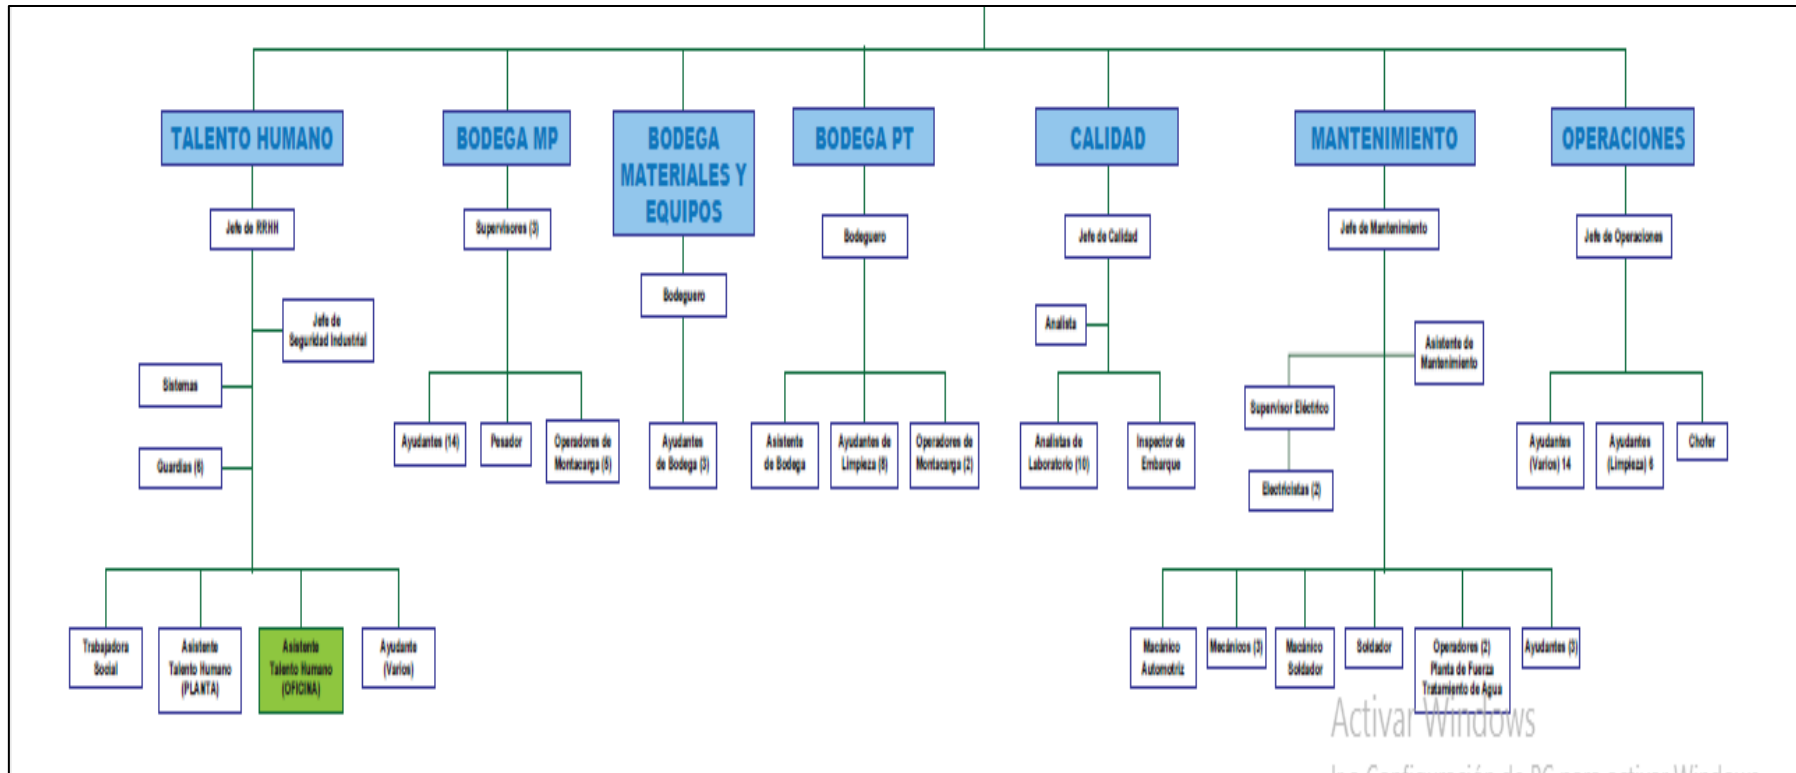 TALENTO HUMANO
BODEGA MP
BODEGA
MATERIALES Y
EQUIPOS
BODEGA PT
CALIDAD
MANTENIMIENTO
OPERACIONES
Jefe de RRHH
Supervisores (3)
Bodeguero
Bodeguero
Jefe de Calidad
Jefe de Mantenimiento
Jefe de Operaciones
Jefe de
Seguridad Industrial
Analista
Asistente de
Mantenimiento
Sistemas
Supervisor Eléctrico
Guardias (6)
Ayudantes (14)
Pesador
Operadores de
Montacarga (5)
Ayudantes
de Bodega (3)
Asistente
de Bodega
Ayudantes de
Limpieza (8)
Operadores de
Montacarga (2)
Analistas de
Laboratorio (10)
Inspector de
Embarque
Electricistas (2)
Ayudantes
(Varios) 14
Ayudantes
(Limpieza) 6
Chofer
Trabajadora
Social
Asistente
Talento Humano
(PLANTA)
Asistente
Talento Humano
(OFICINA)
Ayudante
(Varios)
Macánico
Automotriz
Mecánicos (3)
Macánico
Soldador
Soldador
Operadores (2)
Planta de Fuerza
Tratamiento de Agua
Ayudantes (3)
Activar Windows